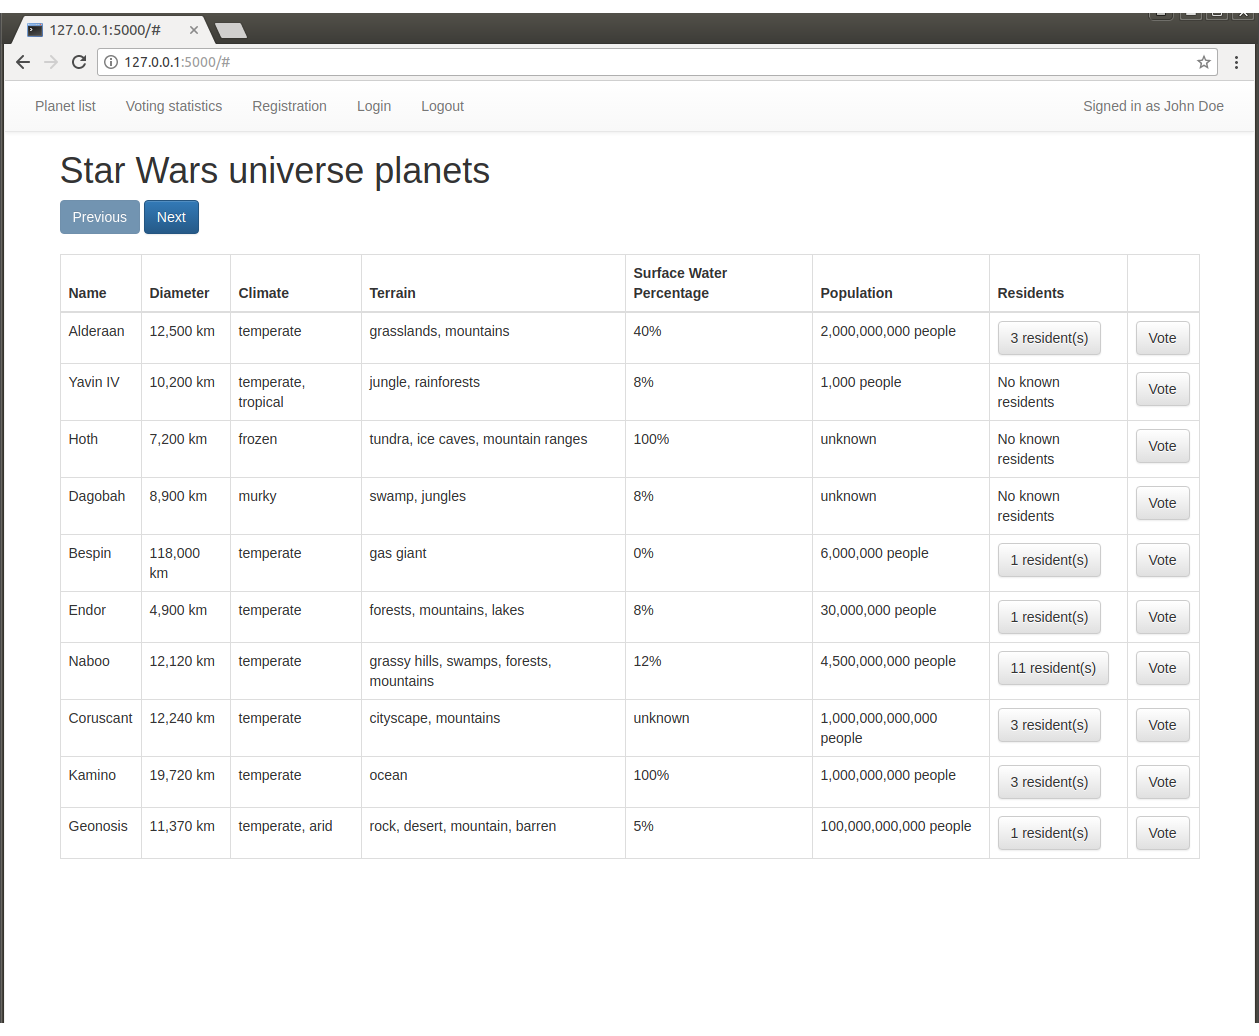 127.0.0.1:5000/#
127.0.0.1:5000/#
Planet list Voting statistics Registration Login Logout Signed in as John Doe
Star Wars universe planets
Previous Next
Surface Water
Name Diameter Climate Terrain Percentage Population Residents
Alderaan 12,500 km temperate grasslands, mountains 40% 2,000,000,000 people 3 resident(s) Vote
Yavin IV 10,200 km temperate, jungle, rainforests 8% 1,000 people No known Vote
tropical residents
Hoth 7,200 km frozen tundra, ice caves, mountain ranges 100% unknown No known Vote
residents
Dagobah 8,900 km murky swamp, jungles 8% unknown No known Vote
residents
Bespin 118,000 temperate gas giant 0% 6,000,000 people 1 resident(s) Vote
km
Endor 4,900 km temperate forests, mountains, lakes 8% 30,000,000 people 1 resident(s) Vote
Naboo 12,120 km temperate grassy hills, swamps, forests, 12% 4,500,000,000 people 11 resident(s) Vote
mountains
Coruscant 12,240 km temperate cityscape, mountains unknown 1,000,000,000,000 3 resident(s) Vote
people
Kamino 19,720 km temperate ocean 100% 1,000,000,000 people 3 resident(s) Vote
Geonosis 11,370 km temperate, arid rock, desert, mountain, barren 5% 100,000,000,000 people 1 resident(s) Vote